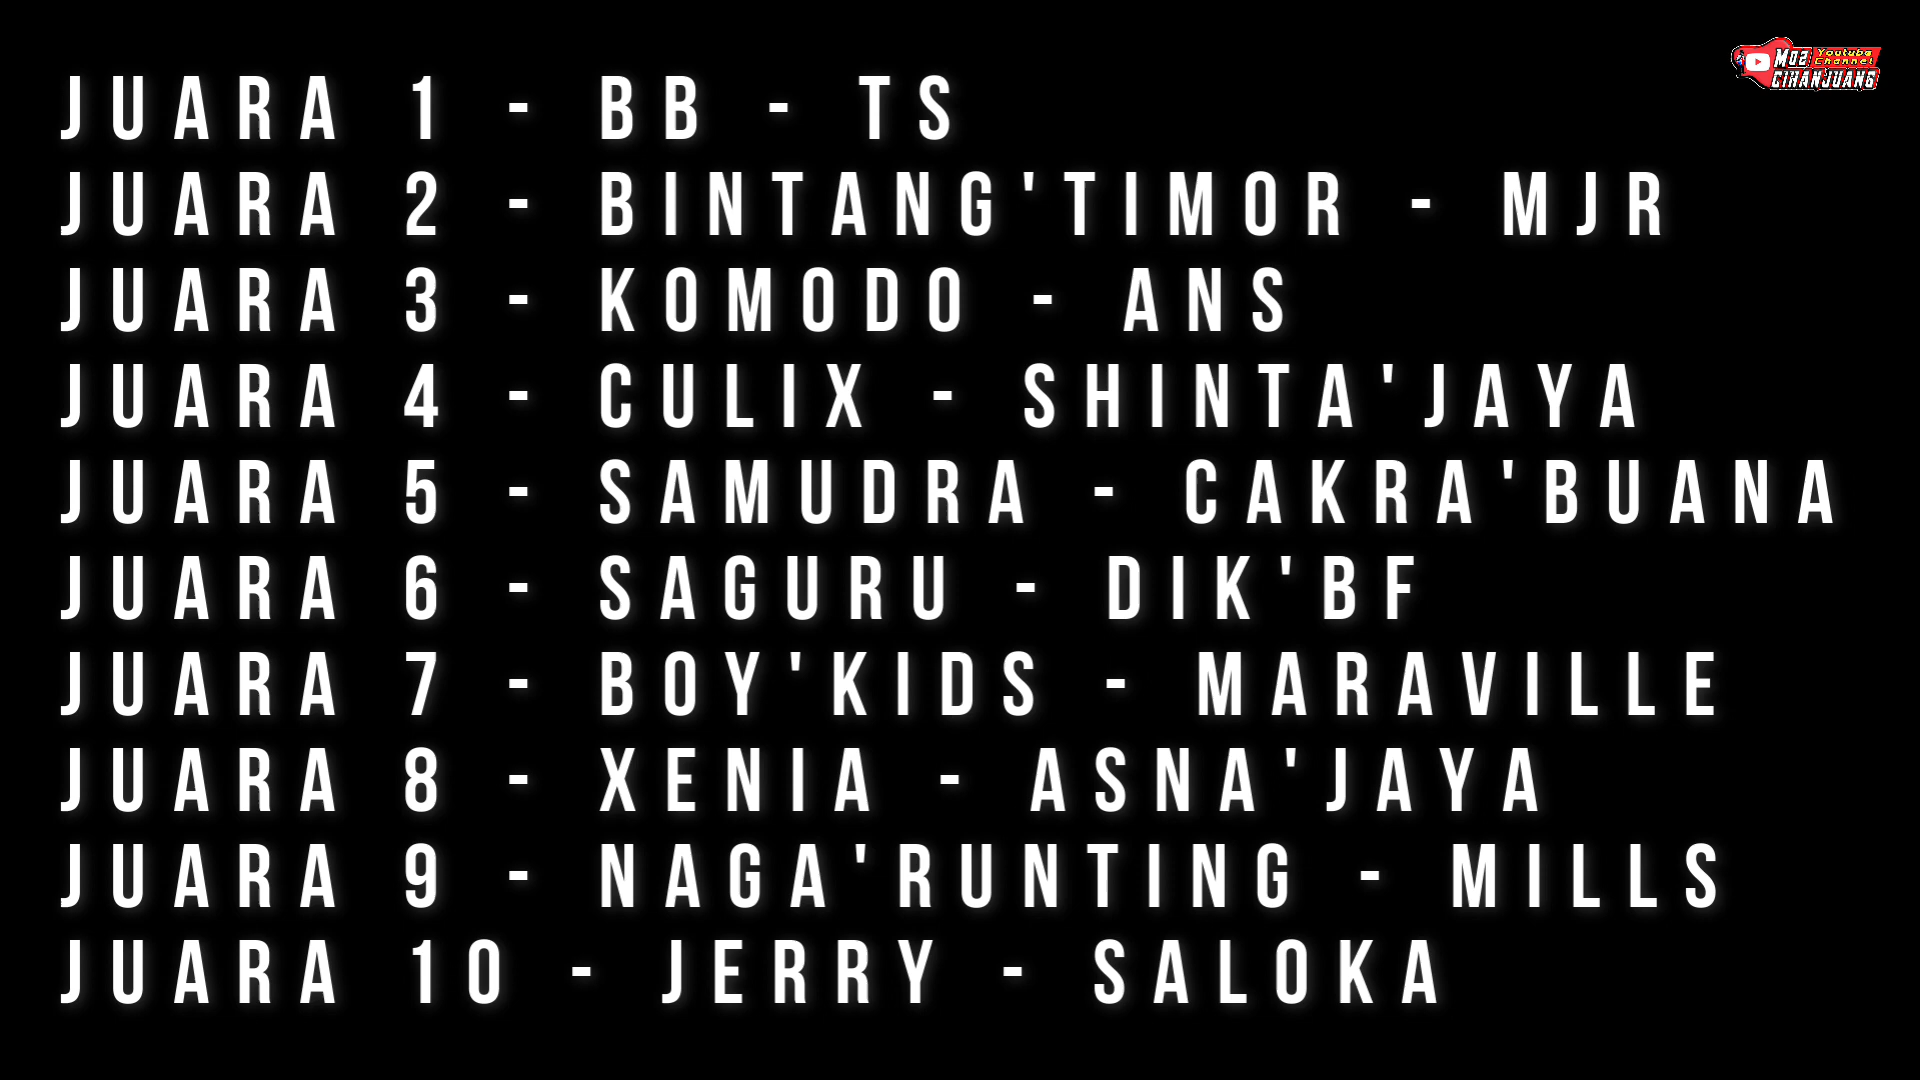 JUARA 1 - BB - TS
JUARA 2 - BINTANG'TIMOR - MJR
JUARA 3 - KOMODO - ANS
JUARA 4 - CULIX - SHINTA'JAYA
JUARA 5 - SAMUDRA - CAKRA'BUANA
JUARA 6 - SAGURU - DIK'BF
JUARA 7 - BOY'KIDS - MARAVILLE
JUARA 8 - XENIA - ASNA'JAYA
JUARA 9 - NAGA'RUNTING - MILLS
JUARA 10 - JERRY - SALOKA
Youtube
Channel
CIHANJUANG